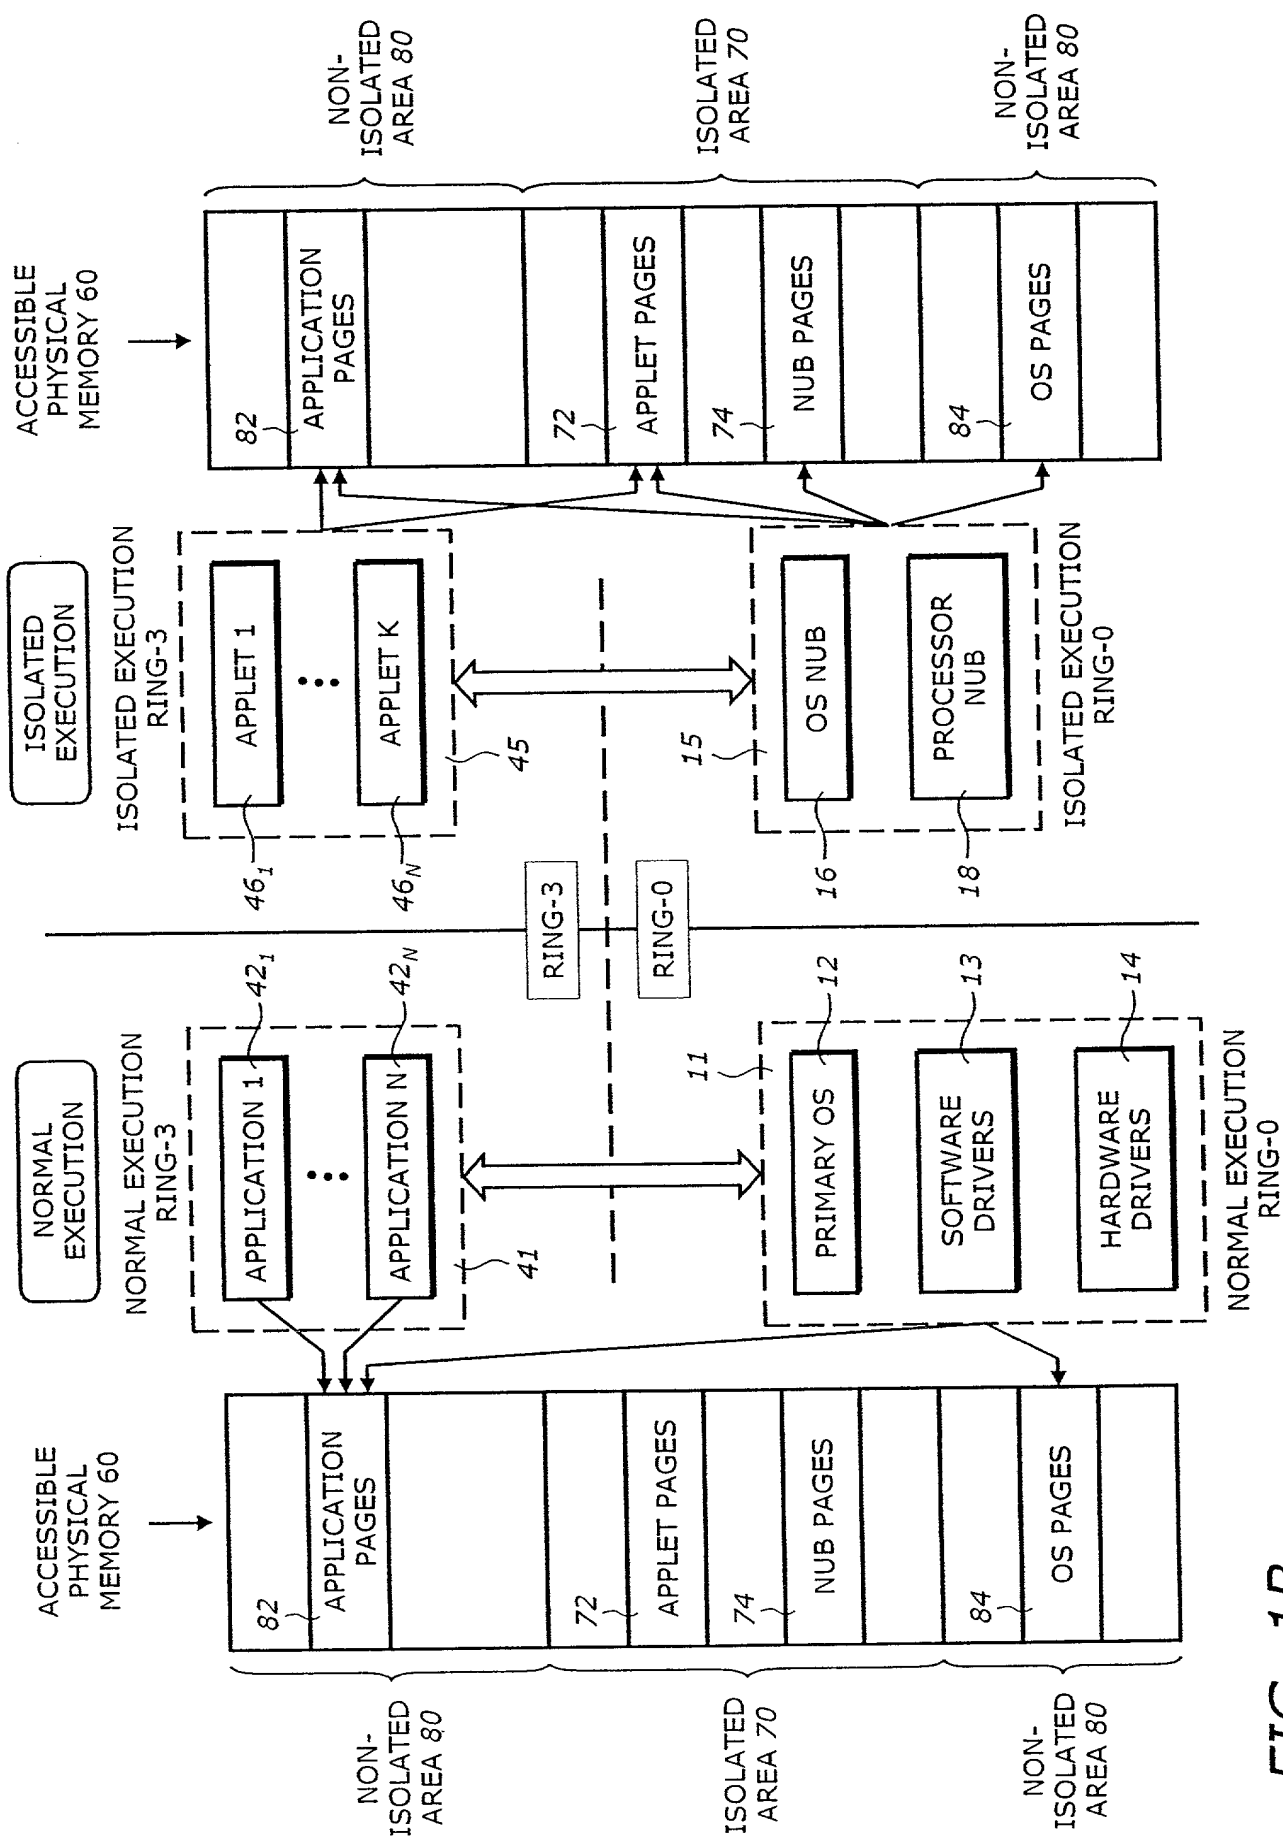 ACCESSIBLE
PHYSICAL
MEMORY 60
NORMAL
EXECUTION
ISOLATED
EXECUTION
ACCESSIBLE
PHYSICAL
MEMORY 60
NORMAL EXECUTION
RING-3
ISOLATED EXECUTION
RING-3
NON-
ISOLATED
AREA 80
82
APPLICATION
PAGES
APPLICATION 1
42₁
APPLICATION N
42N
41
46₁
APPLET 1
46N
APPLET K
45
82
APPLICATION
PAGES
NON-
ISOLATED
AREA 80
RING-3
RING-0
ISOLATED
AREA 70
72
APPLET PAGES
74
NUB PAGES
11
PRIMARY OS
12
SOFTWARE
DRIVERS
13
HARDWARE
DRIVERS
14
NORMAL EXECUTION
RING-0
15
16
OS NUB
18
PROCESSOR
NUB
ISOLATED EXECUTION
RING-0
72
APPLET PAGES
74
NUB PAGES
ISOLATED
AREA 70
NON-
ISOLATED
AREA 80
84
OS PAGES
84
OS PAGES
NON-
ISOLATED
AREA 80
FIG. 1B